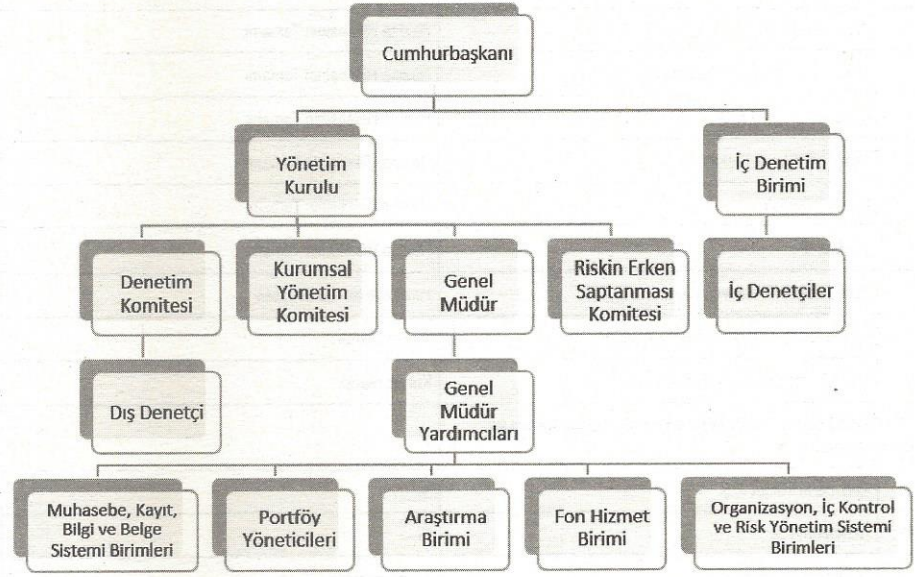 Cumhurbaşkanı
Yönetim
Kurulu
İç Denetim
Birimi
Denetim
Komitesi
Kurumsal
Yönetim
Komitesi
Genel
Müdür
Riskin Erken
Saptanması
Komitesi
İç Denetçiler
Dış Denetçi
Genel
Müdür
Yardımcıları
Muhasebe, Kayıt,
Bilgi ve Belge
Sistemi Birimleri
Portföy
Yöneticileri
Araştırma
Birimi
Fon Hizmet
Birimi
Organizasyon, İç Kontrol
ve Risk Yönetim Sistemi
Birimleri